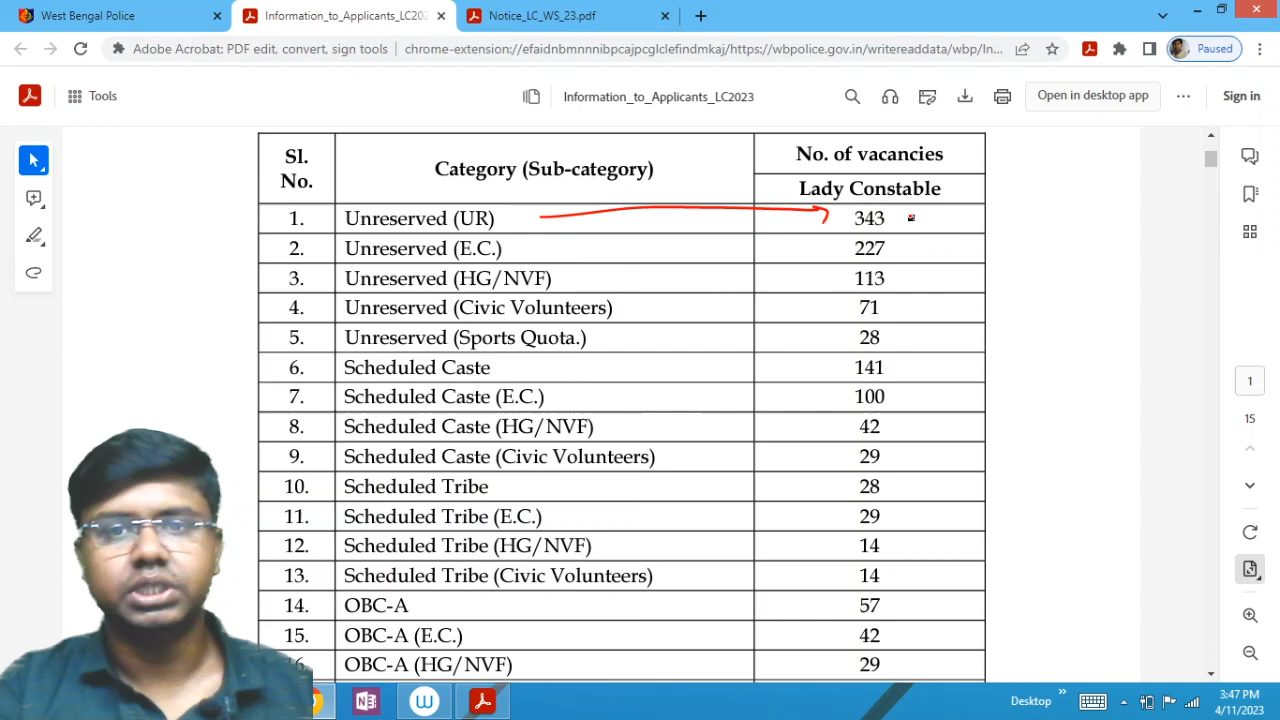 West Bengal Police
Information_to_Applicants_LC202
Notice_LC_WS_23.pdf
Adobe Acrobat: PDF edit, convert, sign tools
chrome-extension://efaidnbmnnnibpcajpcglclefindmkaj/https://wbpolice.gov.in/writereaddata/wbp/In...
Paused
Tools
Information_to_Applicants_LC2023
Open in desktop app
Sign in
Sl. No. Category (Sub-category) No. of vacancies
Lady Constable
1. Unreserved (UR) 343
2. Unreserved (E.C.) 227
3. Unreserved (HG/NVF) 113
4. Unreserved (Civic Volunteers) 71
5. Unreserved (Sports Quota.) 28
6. Scheduled Caste 141
7. Scheduled Caste (E.C.) 100
8. Scheduled Caste (HG/NVF) 42
9. Scheduled Caste (Civic Volunteers) 29
10. Scheduled Tribe 28
11. Scheduled Tribe (E.C.) 29
12. Scheduled Tribe (HG/NVF) 14
13. Scheduled Tribe (Civic Volunteers) 14
14. OBC-A 57
15. OBC-A (E.C.) 42
16. OBC-A (HG/NVF) 29
1
15
Desktop
3:47 PM
4/11/2023